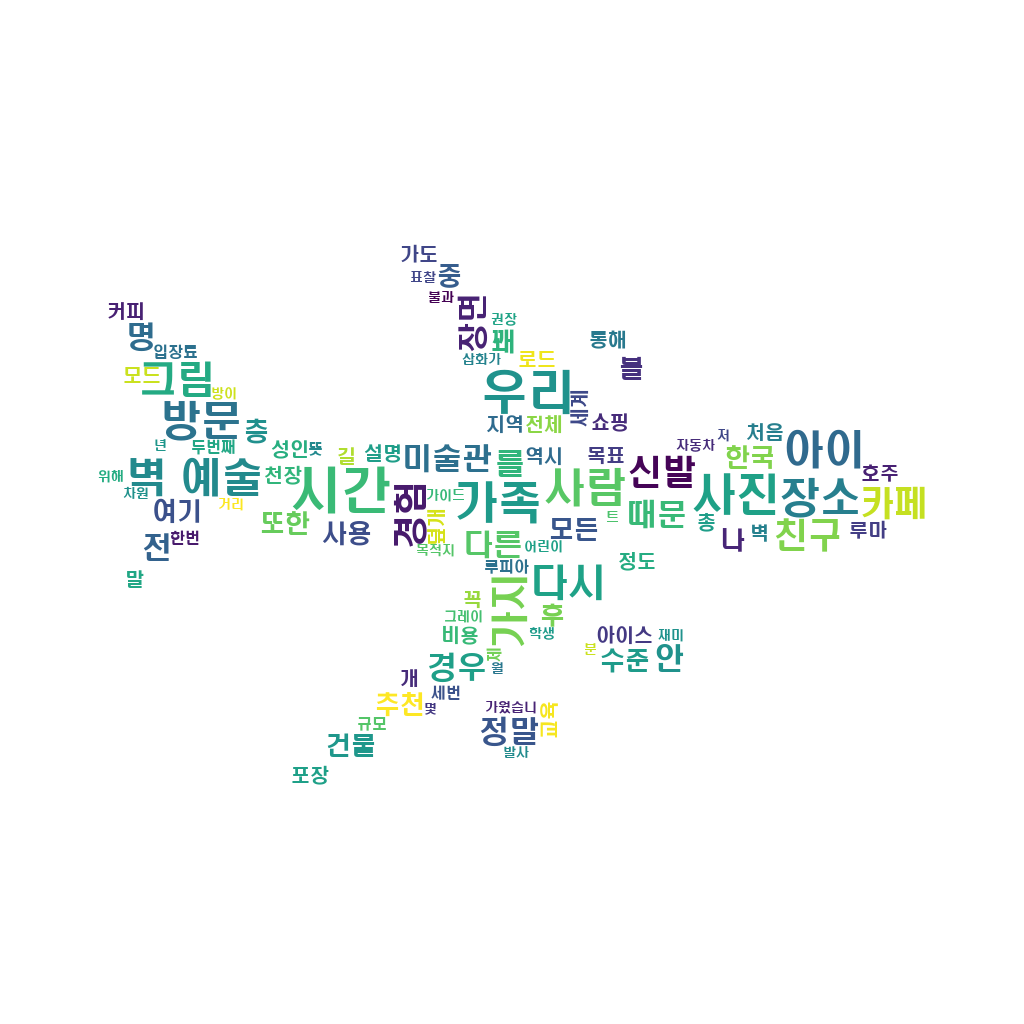 가도
표찰
중
불과
커피
장면
권장
명
꽤
통해
입장료
삽화가
로드
블
모드
그림
방이
우리
세계
방문
층
지역
전체
쇼핑
처음
저
아이
년
두번째
성인
뜻
길
설명
미술관
를
역시
목표
자동차
한국
호주
위해
벽 예술
천장
시간
경험
가이드
가족
사람
신발
사진
장소
카페
차원
여기
거리
또한
사용
다른
어린이
모든
트
때문
총
나
벽
친구
루마
전
한번
목적지
루피아
다시
정도
말
꼭
가지
후
그레이
비용
학생
아이스
재미
분
수준
안
경우
째
월
개
세번
추천
몇
가였습니
교육
규모
정말
건물
발사
포장